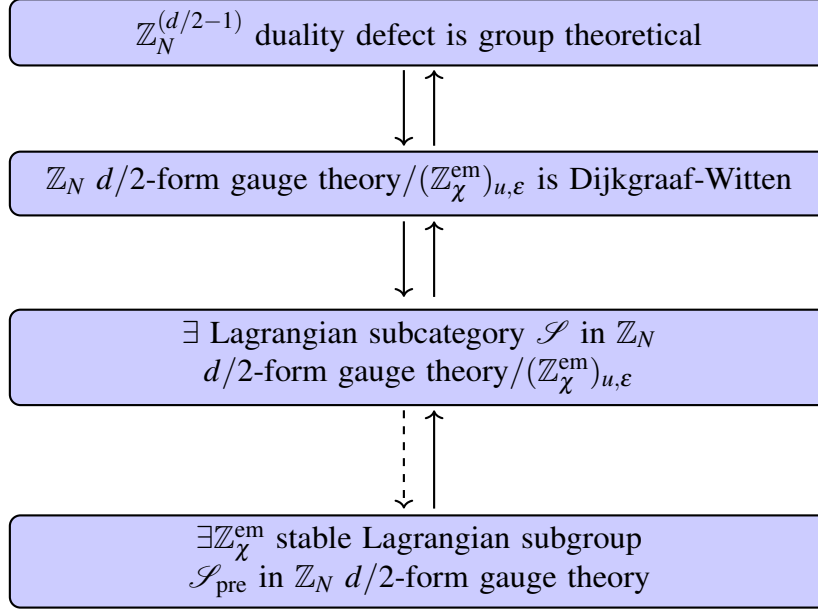 ℤ_N^{(d/2−1)} duality defect is group theoretical
ℤ_N d/2-form gauge theory/(ℤ_χ^{em})_{u,ε} is Dijkgraaf-Witten
∃ Lagrangian subcategory 𝒮 in ℤ_N
d/2-form gauge theory/(ℤ_χ^{em})_{u,ε}
∃ℤ_χ^{em} stable Lagrangian subgroup
𝒮_{pre} in ℤ_N d/2-form gauge theory